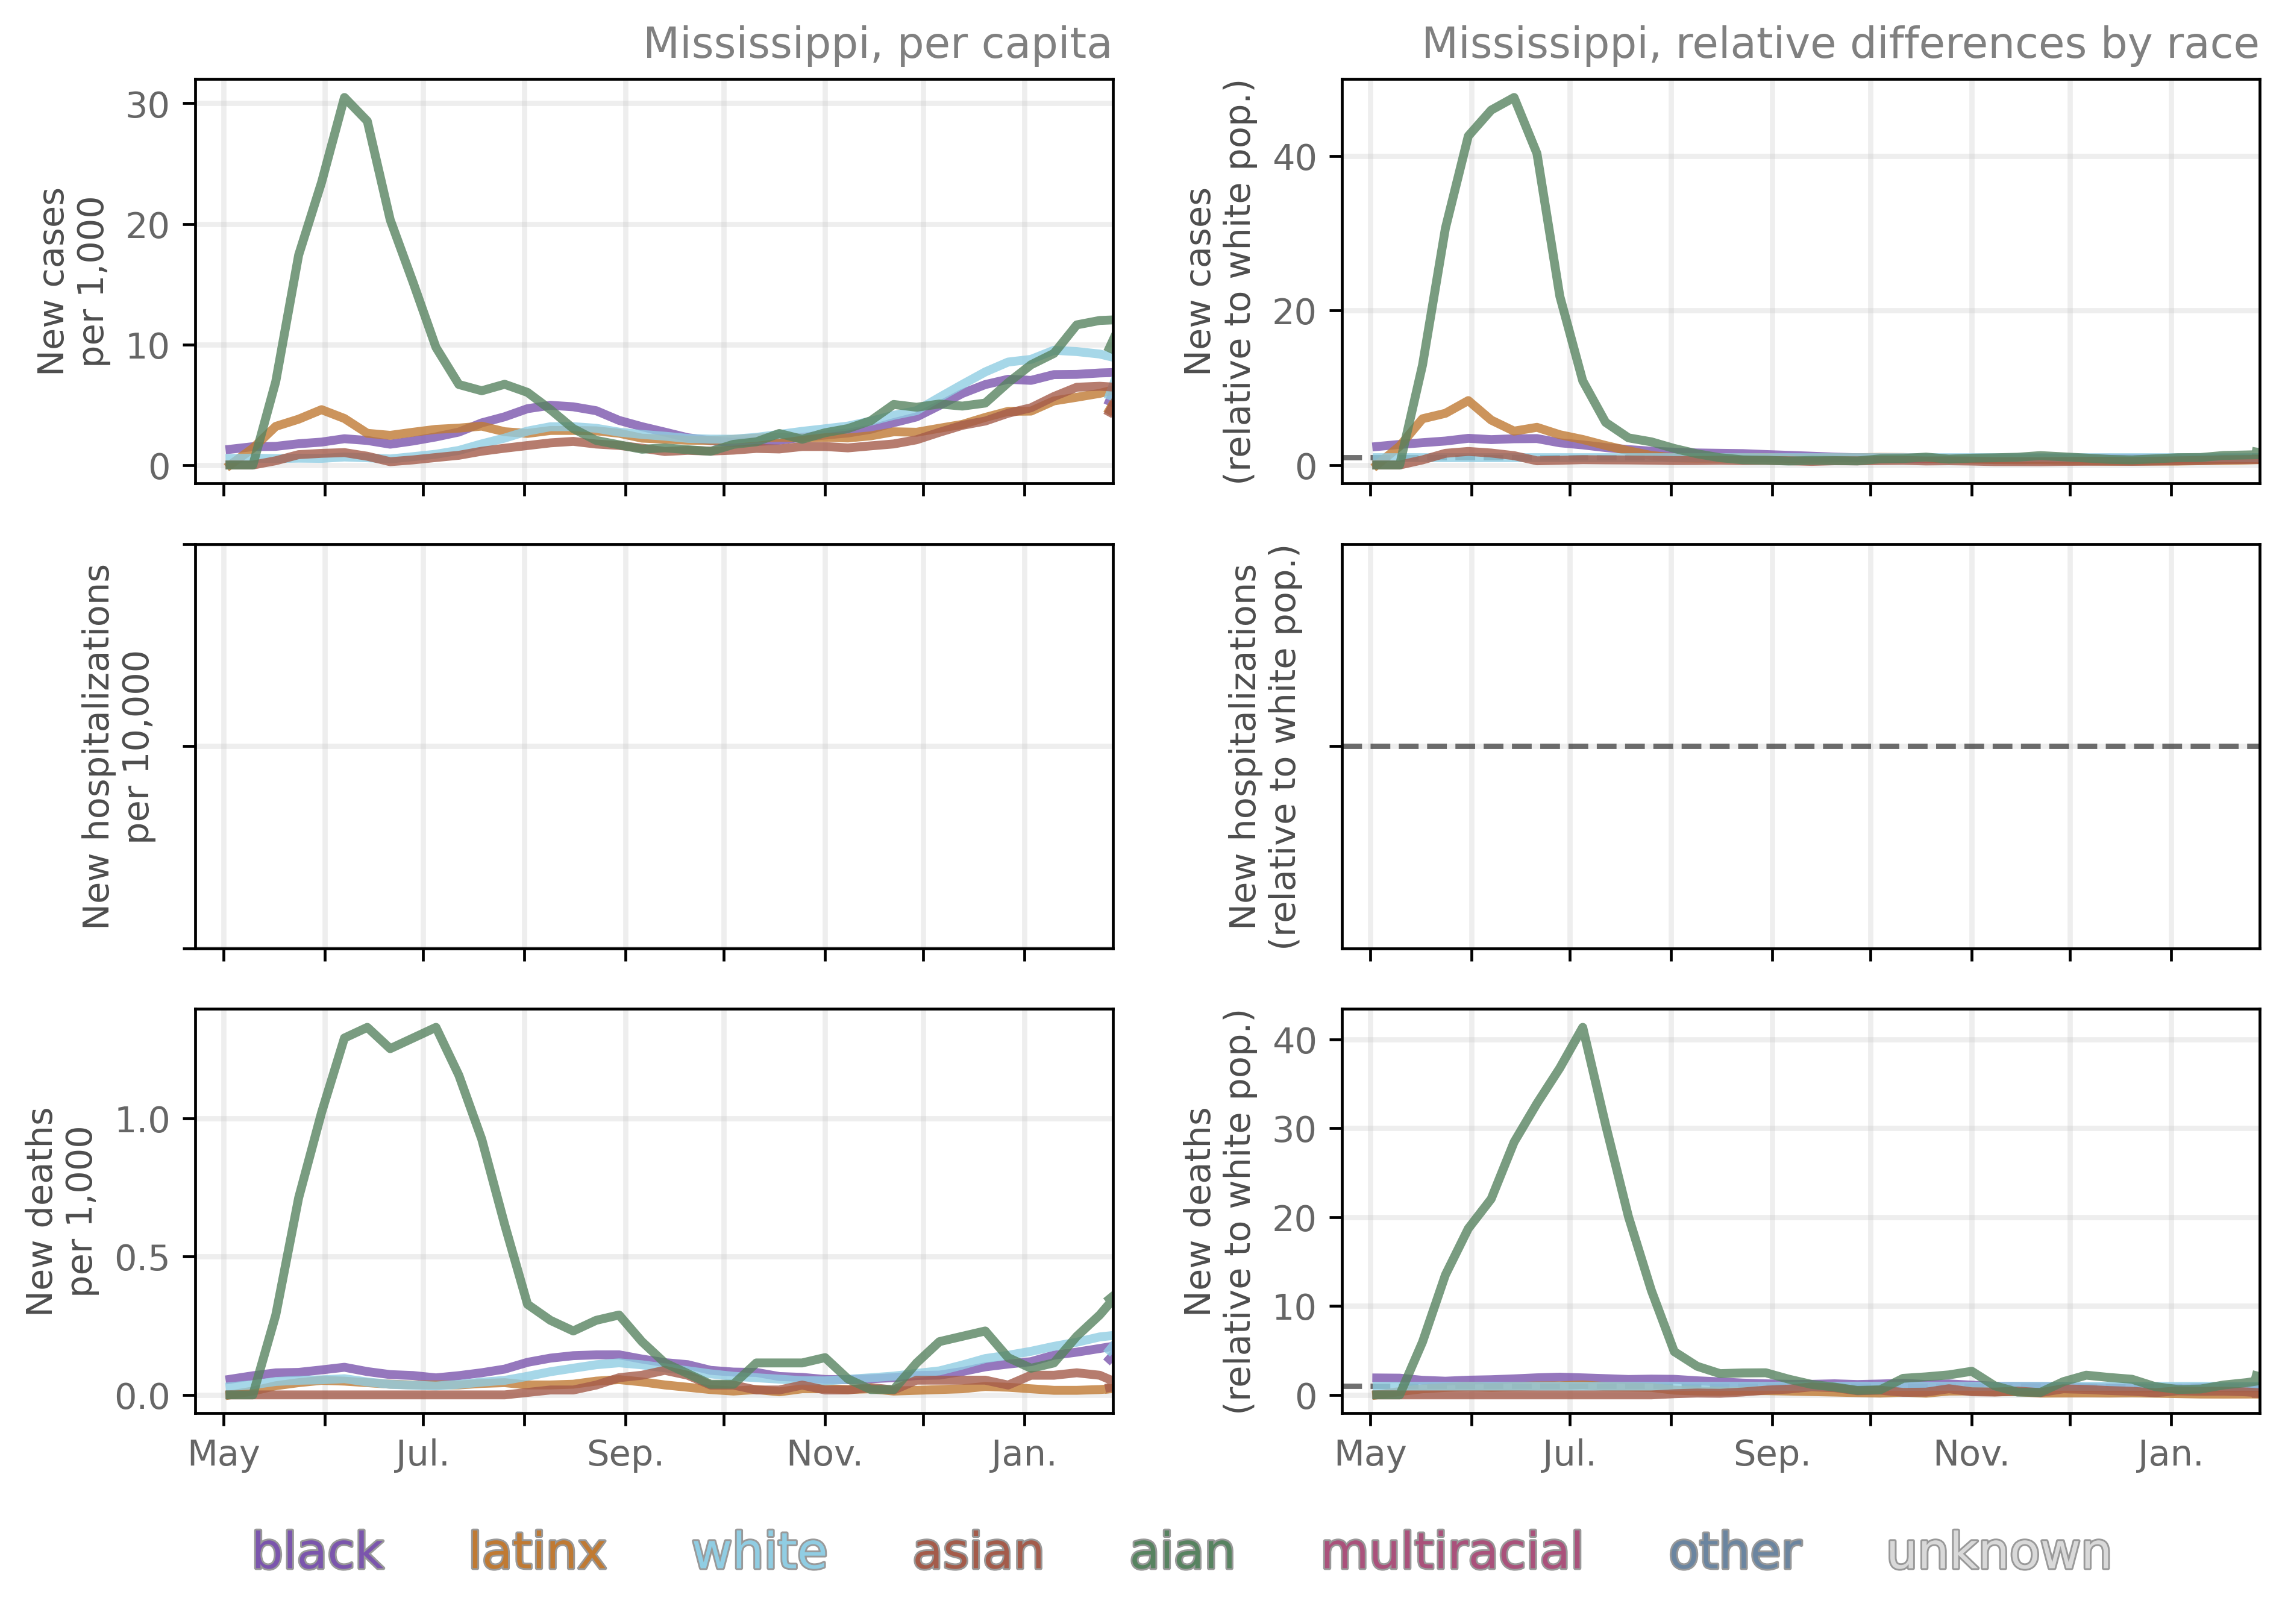 Mississippi, per capita
Mississippi, relative differences by race
New cases
per 1,000
30
20
10
0
New cases
(relative to white pop.)
40
20
0
New hospitalizations
per 10,000
New hospitalizations
(relative to white pop.)
New deaths
per 1,000
1.0
0.5
0.0
May Jul. Sep. Nov. Jan.
New deaths
(relative to white pop.)
40
30
20
10
0
May Jul. Sep. Nov. Jan.
black latinx white asian aian multiracial other unknown